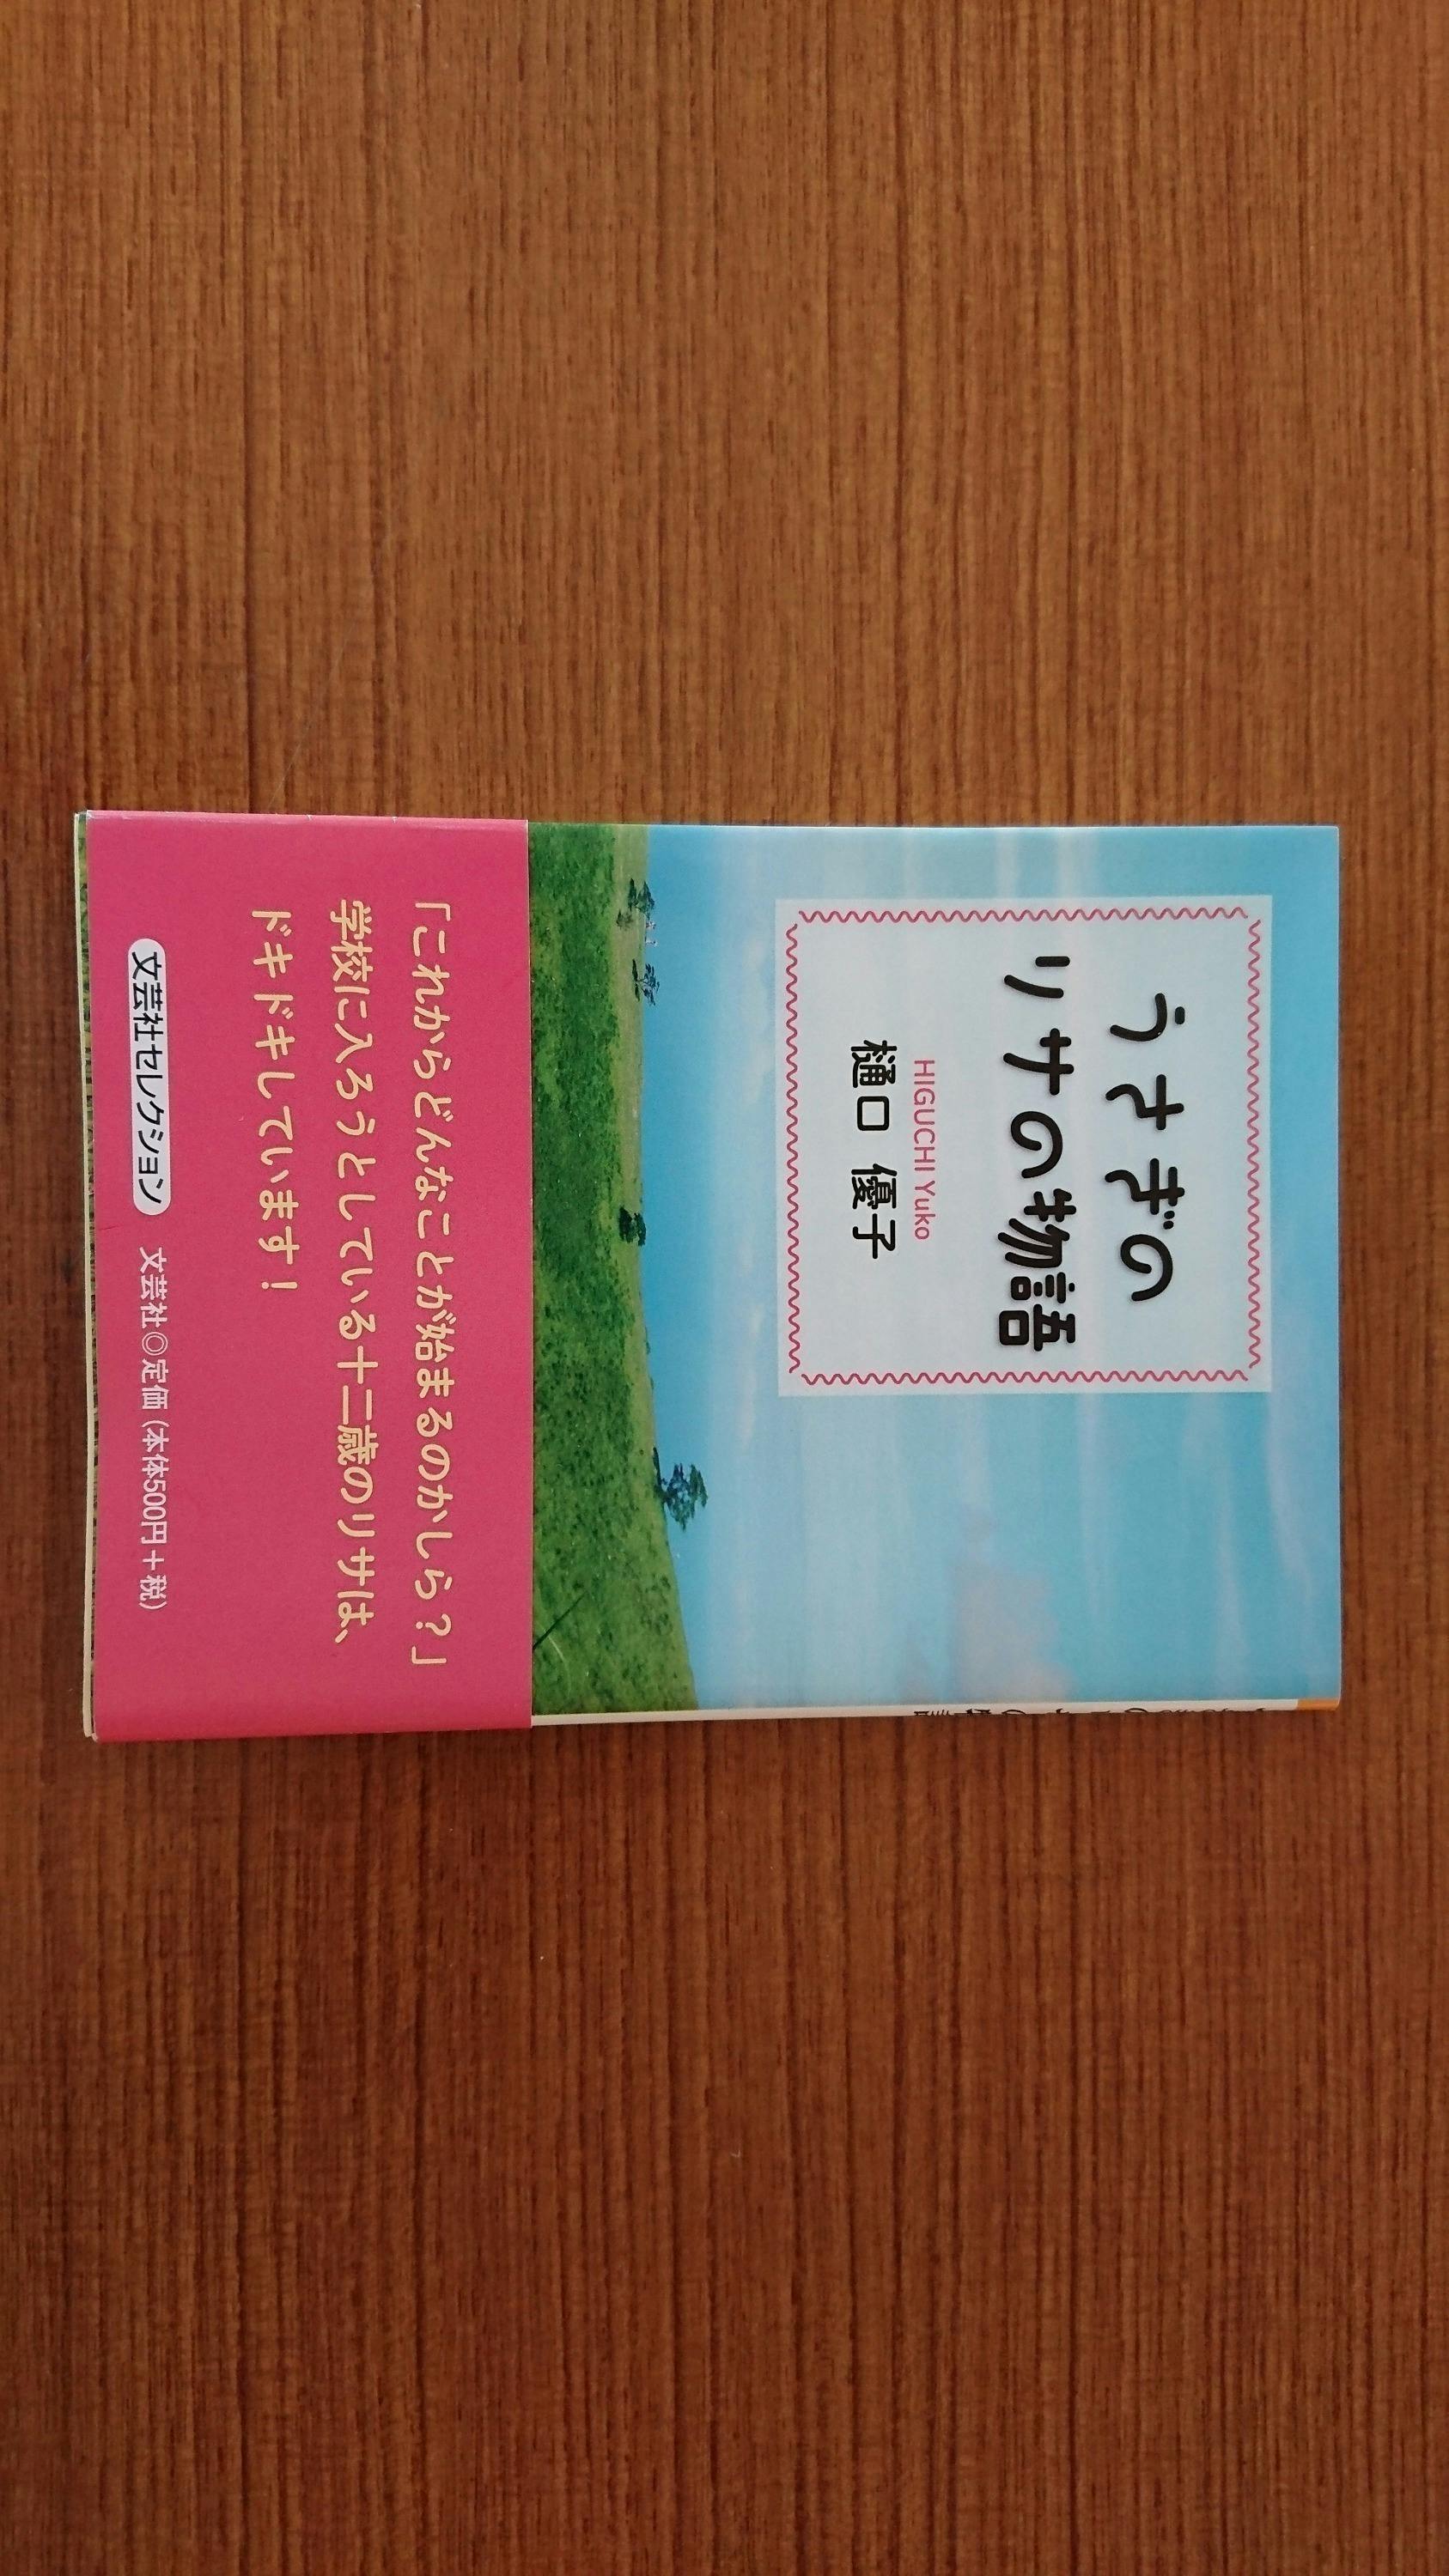 うさぎの
リサの物語
HIGUCHI Yuko
樋口 優子
「これからどんなことが始まるのかしら？」
学校に入ろうとしている十二歳のリサは、
ドキドキしています！
文芸社セレクション 文芸社◎定価（本体500円＋税）